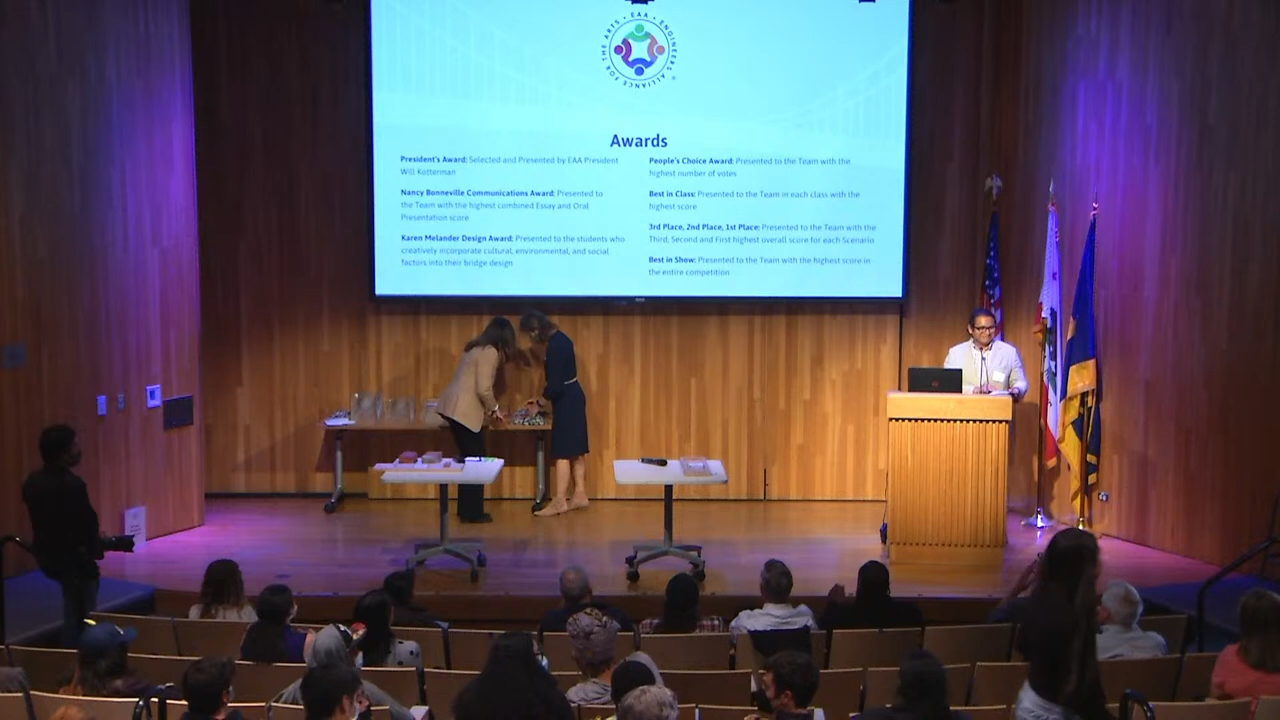 FOR THE ARTS • EAA • ENGINEERS ALLIANCE
Awards
President's Award: Selected and Presented by EAA President
Will Kotterman
Nancy Bonneville Communications Award: Presented to
the Team with the highest combined Essay and Oral
Presentation score
Karen Melander Design Award: Presented to the students who
creatively incorporate cultural, environmental, and social
factors into their bridge design
People's Choice Award: Presented to the Team with the
highest number of votes
Best in Class: Presented to the Team in each class with the
highest score
3rd Place, 2nd Place, 1st Place: Presented to the Team with the
Third, Second and First highest overall score for each Scenario
Best in Show: Presented to the Team with the highest score in
the entire competition